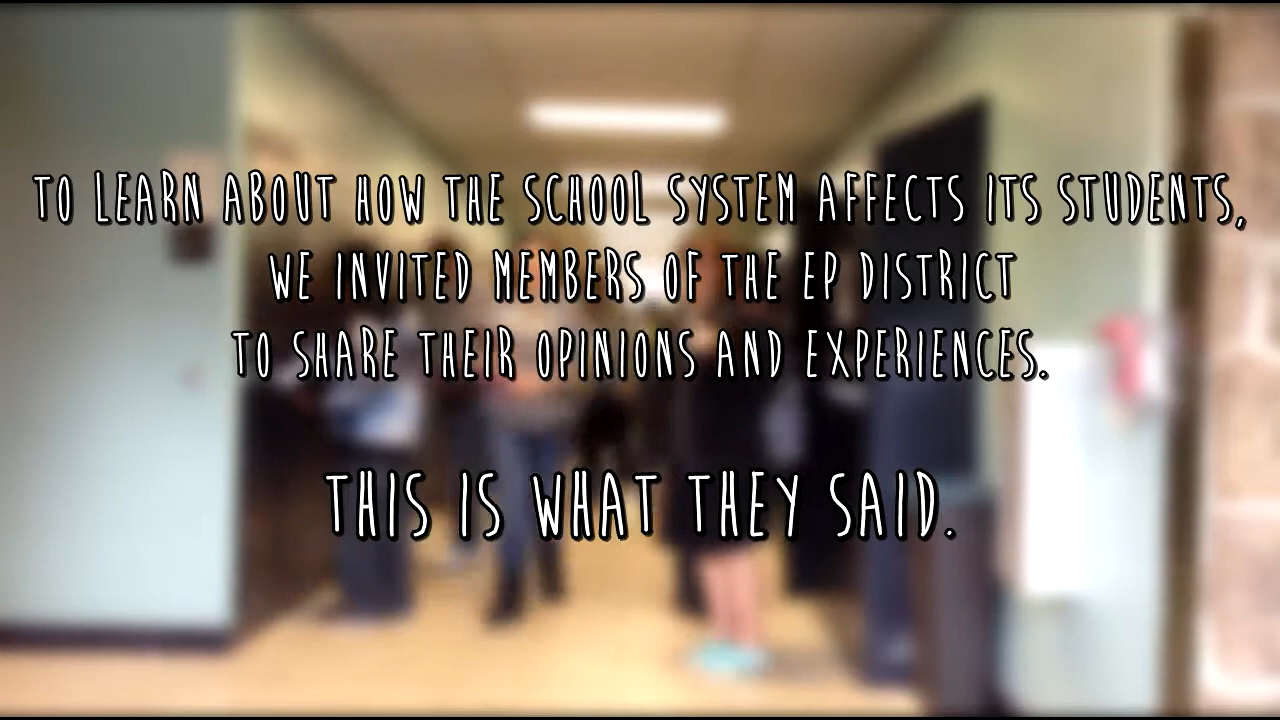 TO LEARN ABOUT HOW THE SCHOOL SYSTEM AFFECTS ITS STUDENTS,
WE INVITED MEMBERS OF THE EP DISTRICT
TO SHARE THEIR OPINIONS AND EXPERIENCES.
THIS IS WHAT THEY SAID.